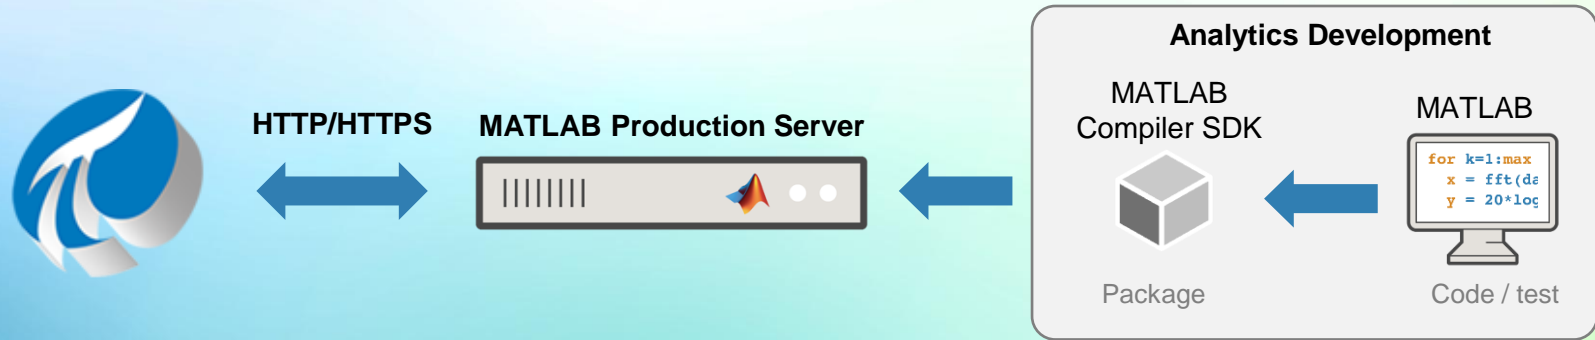 Analytics Development
HTTP/HTTPS
MATLAB Production Server
MATLAB
Compiler SDK
MATLAB
for k=1:max
x = fft(da
y = 20*log
Package
Code / test